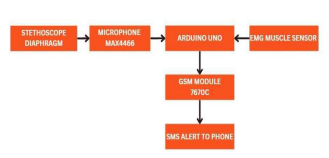 STETHOSCOPE
DIAPHRAGM
MICROPHONE
MAX4466
ARDUINO UNO
EMG MUSCLE SENSOR
GSM MODULE
7670C
SMS ALERT TO PHONE